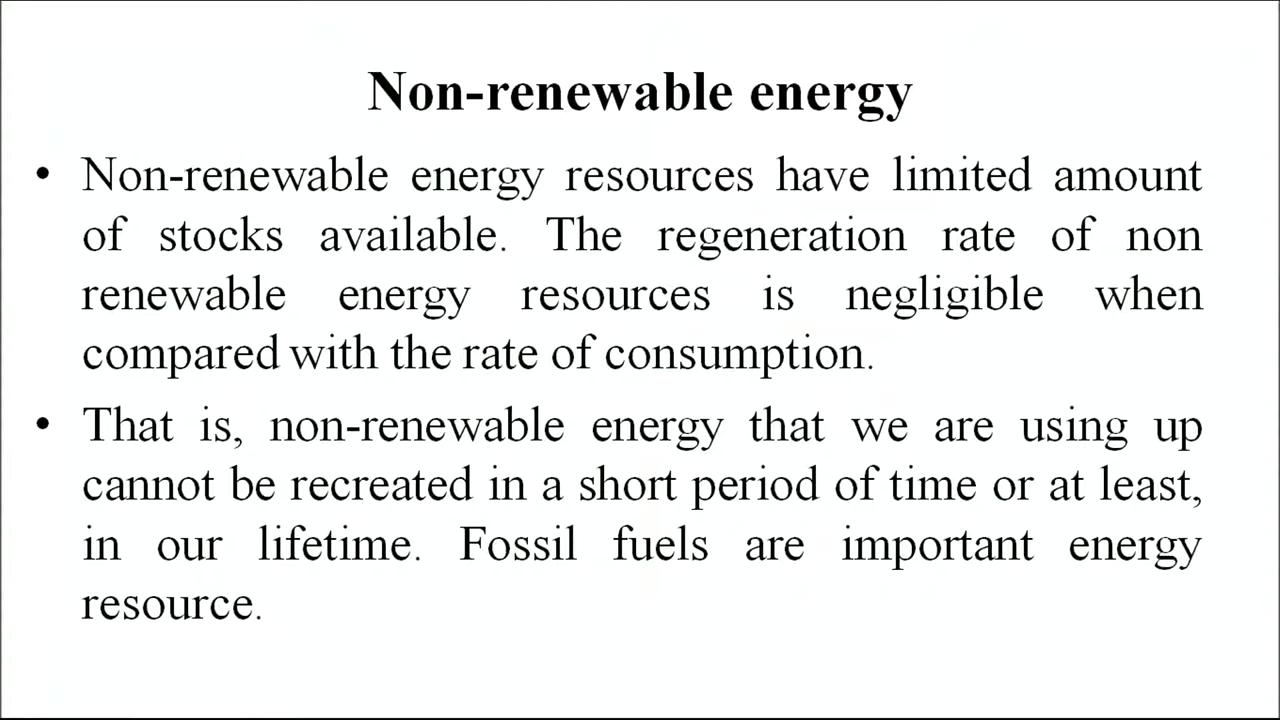 Non-renewable energy
• Non-renewable energy resources have limited amount
of stocks available. The regeneration rate of non
renewable energy resources is negligible when
compared with the rate of consumption.
• That is, non-renewable energy that we are using up
cannot be recreated in a short period of time or at least,
in our lifetime. Fossil fuels are important energy
resource.